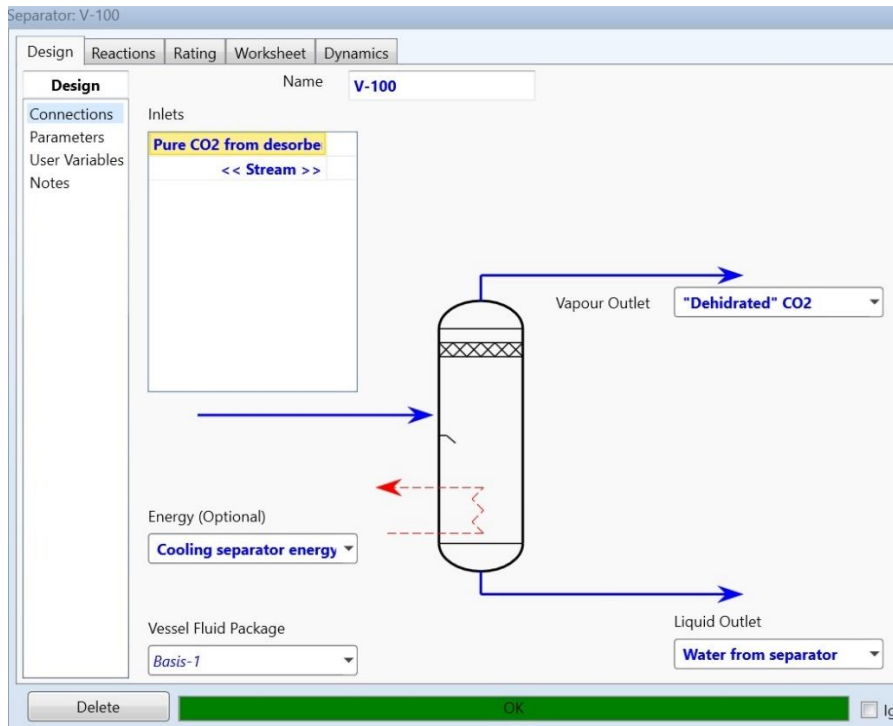 Separator: V-100
Design Reactions Rating Worksheet Dynamics
Design
Connections
Parameters
User Variables
Notes
Name V-100
Inlets
Pure CO2 from desorbe
<< Stream >>
Vapour Outlet "Dehidrated" CO2
Energy (Optional)
Cooling separator energy
Vessel Fluid Package
Basis-1
Liquid Outlet
Water from separator
Delete OK Ig